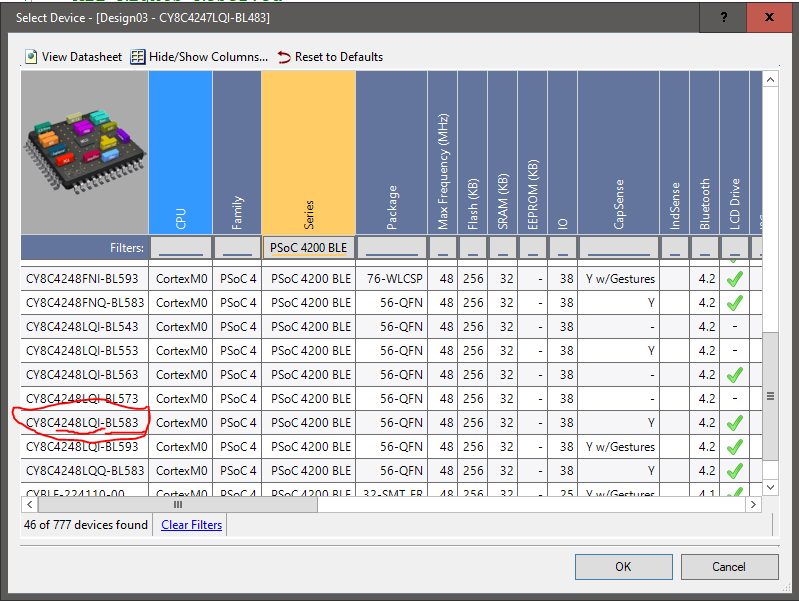 Select Device - [Design03 - CY8C4247LQI-BL483]
? x
View Datasheet Hide/Show Columns... Reset to Defaults
CPU Family Series Package Max Frequency (MHz) Flash (KB) SRAM (KB) EEPROM (KB) IO CapSense IndSense Bluetooth LCD Drive
Filters: PSoC 4200 BLE
CY8C4248FNI-BL593 CortexM0 PSoC 4 PSoC 4200 BLE 76-WLCSP 48 256 32 - 38 Y w/Gestures 4.2
CY8C4248FNQ-BL583 CortexM0 PSoC 4 PSoC 4200 BLE 56-QFN 48 256 32 - 38 Y 4.2
CY8C4248LQI-BL543 CortexM0 PSoC 4 PSoC 4200 BLE 56-QFN 48 256 32 - 38 - 4.2 -
CY8C4248LQI-BL553 CortexM0 PSoC 4 PSoC 4200 BLE 56-QFN 48 256 32 - 38 Y 4.2 -
CY8C4248LQI-BL563 CortexM0 PSoC 4 PSoC 4200 BLE 56-QFN 48 256 32 - 38 - 4.2
CY8C4248LQI-BL573 CortexM0 PSoC 4 PSoC 4200 BLE 56-QFN 48 256 32 - 38 - 4.2 -
CY8C4248LQI-BL583 CortexM0 PSoC 4 PSoC 4200 BLE 56-QFN 48 256 32 - 38 Y 4.2
CY8C4248LQI-BL593 CortexM0 PSoC 4 PSoC 4200 BLE 56-QFN 48 256 32 - 38 Y w/Gestures 4.2
CY8C4248LQQ-BL583 CortexM0 PSoC 4 PSoC 4200 BLE 56-QFN 48 256 32 - 38 Y 4.2
CYBLE-224110-00 CortexM0 PSoC 4 PSoC 4200 BLE 32-SMT 48 256 32 - 25 Y w/Gestures 4.1
46 of 777 devices found Clear Filters
OK Cancel